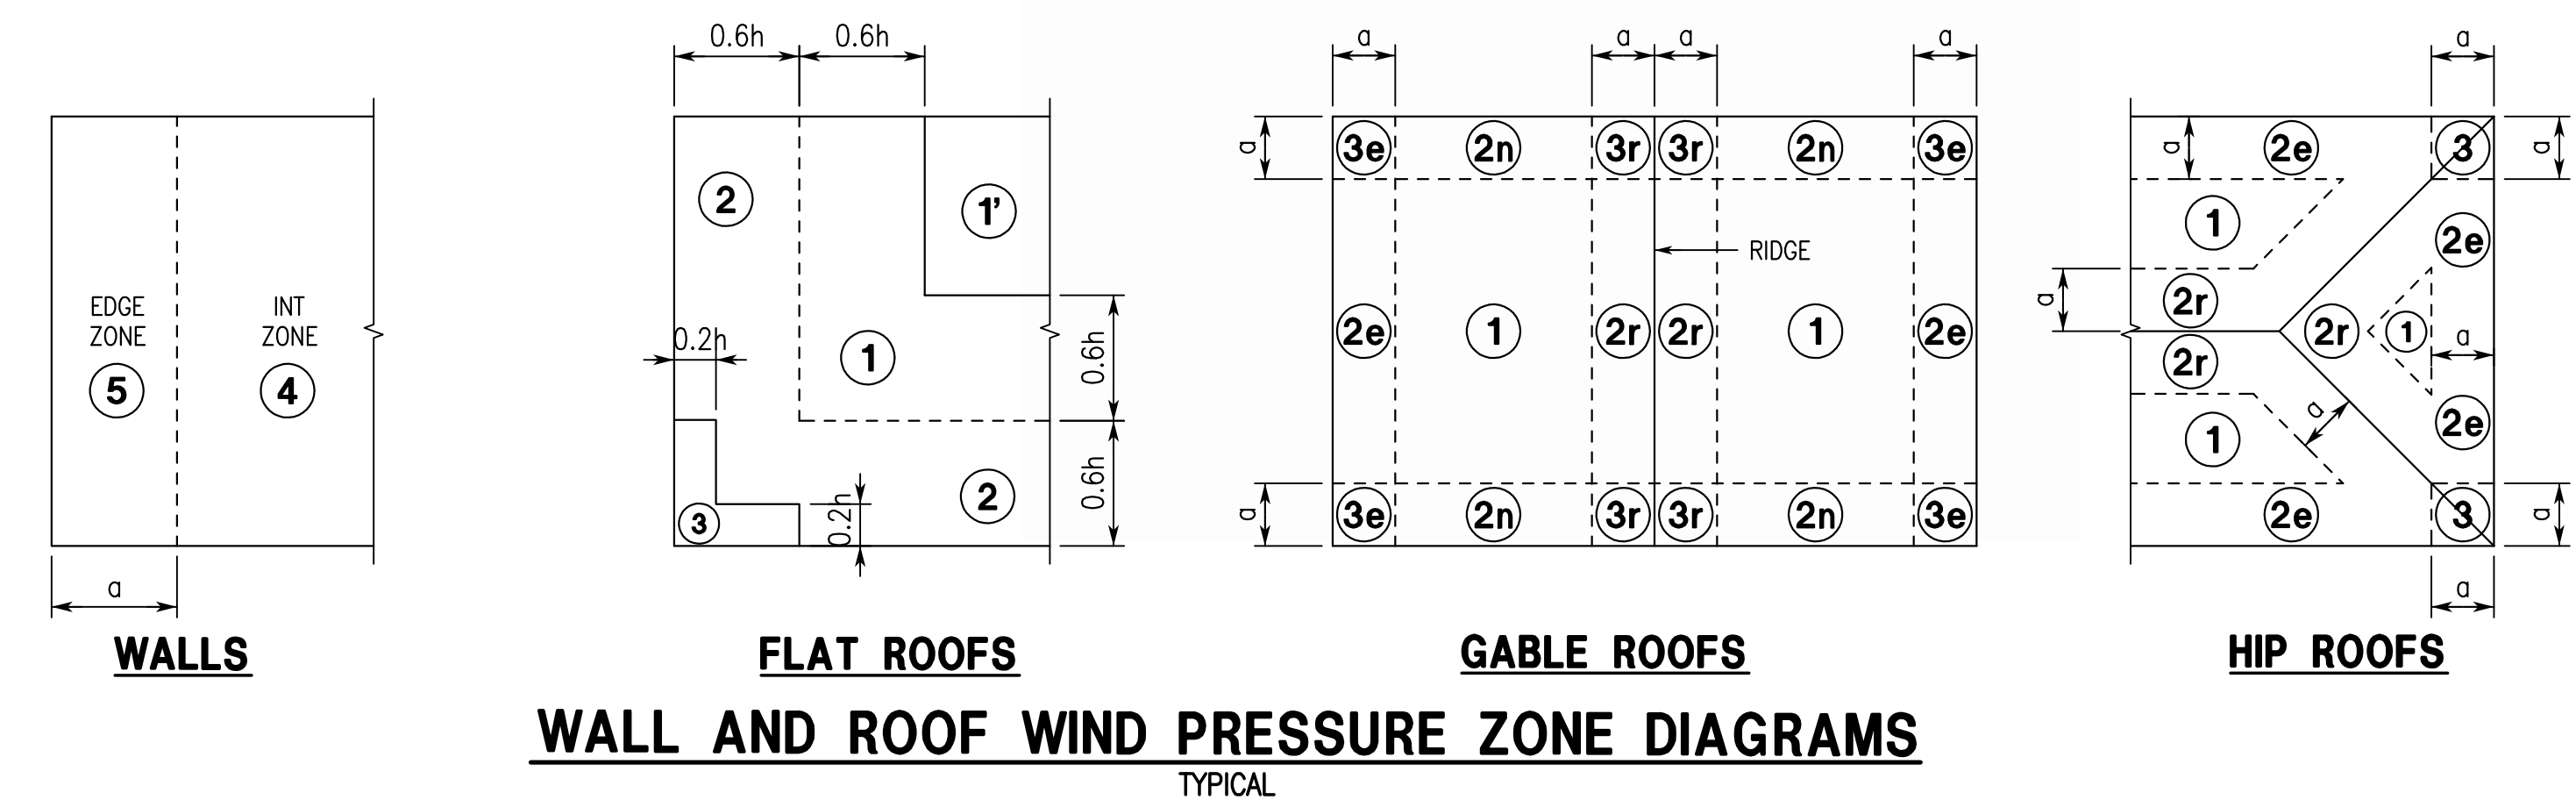 WALLS
EDGE ZONE
5
INT ZONE
4
a
FLAT ROOFS
0.6h 0.6h
2
1'
0.2h
1
0.6h
3
0.2h
2
0.6h
GABLE ROOFS
a a a a
a 3e 2n 3r 3r 2n 3e
RIDGE
2e 1 2r 2r 1 2e
a 3e 2n 3r 3r 2n 3e
HIP ROOFS
a
a 2e 3 a
1 2e
a 2r
2r 1 a
2r
a
1 2e
2e 3 a
a
WALL AND ROOF WIND PRESSURE ZONE DIAGRAMS
TYPICAL